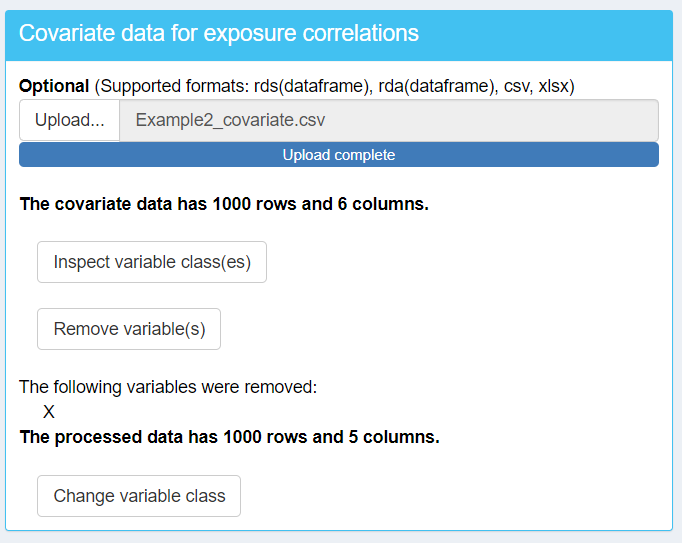 Covariate data for exposure correlations
Optional (Supported formats: rds(dataframe), rda(dataframe), csv, xlsx)
Upload... Example2_covariate.csv
Upload complete
The covariate data has 1000 rows and 6 columns.
Inspect variable class(es)
Remove variable(s)
The following variables were removed:
X
The processed data has 1000 rows and 5 columns.
Change variable class